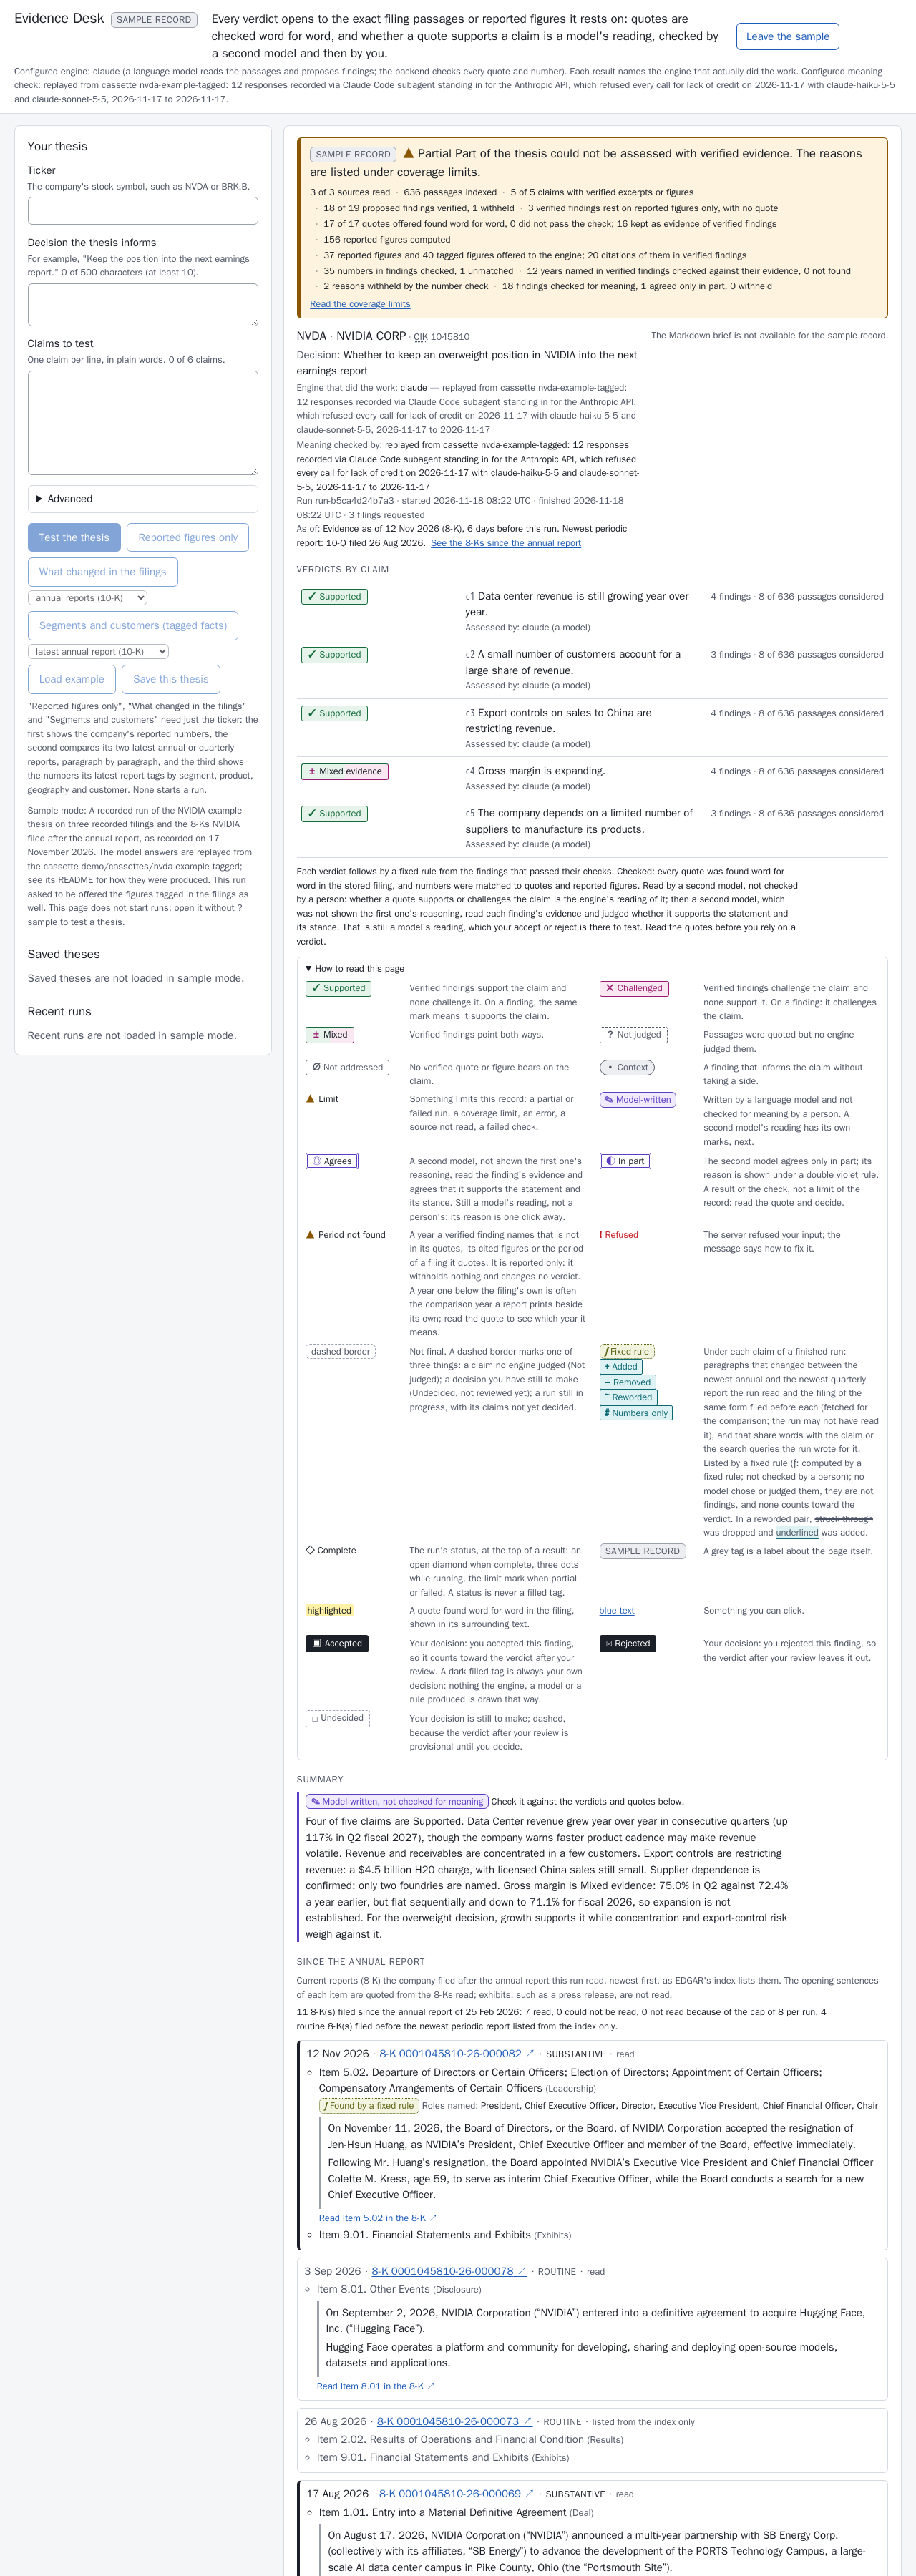 Evidence Desk SAMPLE RECORD
Every verdict opens to the exact filing passages or reported figures it rests on: quotes are
checked word for word, and whether a quote supports a claim is a model's reading, checked by
a second model and then by you.
Leave the sample
Configured engine: claude (a language model reads the passages and proposes findings; the backend checks every quote and number). Each result names the engine that actually did the work. Configured meaning
check: replayed from cassette nvda-example-tagged: 12 responses recorded via Claude Code subagent standing in for the Anthropic API, which refused every call for lack of credit on 2026-11-17 with claude-haiku-5-5
and claude-sonnet-5-5, 2026-11-17 to 2026-11-17.
Your thesis
Ticker
The company's stock symbol, such as NVDA or BRK.B.
Decision the thesis informs
For example, "Keep the position into the next earnings
report." 0 of 500 characters (at least 10).
Claims to test
One claim per line, in plain words. 0 of 6 claims.
▶ Advanced
Test the thesis
Reported figures only
What changed in the filings
annual reports (10-K)
Segments and customers (tagged facts)
latest annual report (10-K)
Load example
Save this thesis
"Reported figures only", "What changed in the filings"
and "Segments and customers" need just the ticker: the
first shows the company's reported numbers, the
second compares its two latest annual or quarterly
reports, paragraph by paragraph, and the third shows
the numbers its latest report tags by segment, product,
geography and customer. None starts a run.
Sample mode: A recorded run of the NVIDIA example
thesis on three recorded filings and the 8-Ks NVIDIA
filed after the annual report, as recorded on 17
November 2026. The model answers are replayed from
the cassette demo/cassettes/nvda-example-tagged;
see its README for how they were produced. This run
asked to be offered the figures tagged in the filings as
well. This page does not start runs; open it without ?
sample to test a thesis.
Saved theses
Saved theses are not loaded in sample mode.
Recent runs
Recent runs are not loaded in sample mode.
SAMPLE RECORD ▲ Partial Part of the thesis could not be assessed with verified evidence. The reasons
are listed under coverage limits.
3 of 3 sources read · 636 passages indexed · 5 of 5 claims with verified excerpts or figures
· 18 of 19 proposed findings verified, 1 withheld · 3 verified findings rest on reported figures only, with no quote
· 17 of 17 quotes offered found word for word, 0 did not pass the check; 16 kept as evidence of verified findings
· 156 reported figures computed
· 37 reported figures and 40 tagged figures offered to the engine; 20 citations of them in verified findings
· 35 numbers in findings checked, 1 unmatched · 12 years named in verified findings checked against their evidence, 0 not found
· 2 reasons withheld by the number check · 18 findings checked for meaning, 1 agreed only in part, 0 withheld
Read the coverage limits
NVDA · NVIDIA CORP · CIK 1045810
The Markdown brief is not available for the sample record.
Decision: Whether to keep an overweight position in NVIDIA into the next
earnings report
Engine that did the work: claude — replayed from cassette nvda-example-tagged:
12 responses recorded via Claude Code subagent standing in for the Anthropic API,
which refused every call for lack of credit on 2026-11-17 with claude-haiku-5-5 and
claude-sonnet-5-5, 2026-11-17 to 2026-11-17
Meaning checked by: replayed from cassette nvda-example-tagged: 12 responses
recorded via Claude Code subagent standing in for the Anthropic API, which refused
every call for lack of credit on 2026-11-17 with claude-haiku-5-5 and claude-sonnet-
5-5, 2026-11-17 to 2026-11-17
Run run-b5ca4d24b7a3 · started 2026-11-18 08:22 UTC · finished 2026-11-18
08:22 UTC · 3 filings requested
As of: Evidence as of 12 Nov 2026 (8-K), 6 days before this run. Newest periodic
report: 10-Q filed 26 Aug 2026. See the 8-Ks since the annual report
VERDICTS BY CLAIM
✓ Supported
c1 Data center revenue is still growing year over
year.
Assessed by: claude (a model)
4 findings · 8 of 636 passages considered
✓ Supported
c2 A small number of customers account for a
large share of revenue.
Assessed by: claude (a model)
3 findings · 8 of 636 passages considered
✓ Supported
c3 Export controls on sales to China are
restricting revenue.
Assessed by: claude (a model)
4 findings · 8 of 636 passages considered
± Mixed evidence
c4 Gross margin is expanding.
Assessed by: claude (a model)
4 findings · 8 of 636 passages considered
✓ Supported
c5 The company depends on a limited number of
suppliers to manufacture its products.
Assessed by: claude (a model)
3 findings · 8 of 636 passages considered
Each verdict follows by a fixed rule from the findings that passed their checks. Checked: every quote was found word for
word in the stored filing, and numbers were matched to quotes and reported figures. Read by a second model, not checked
by a person: whether a quote supports or challenges the claim is the engine's reading of it; then a second model, which
was not shown the first one's reasoning, read each finding's evidence and judged whether it supports the statement and
its stance. That is still a model's reading, which your accept or reject is there to test. Read the quotes before you rely on a
verdict.
▼ How to read this page
✓ Supported
Verified findings support the claim and
none challenge it. On a finding, the same
mark means it supports the claim.
✕ Challenged
Verified findings challenge the claim and
none support it. On a finding: it challenges
the claim.
± Mixed
Verified findings point both ways.
? Not judged
Passages were quoted but no engine
judged them.
Ø Not addressed
No verified quote or figure bears on the
claim.
• Context
A finding that informs the claim without
taking a side.
▲ Limit
Something limits this record: a partial or
failed run, a coverage limit, an error, a
source not read, a failed check.
✎ Model-written
Written by a language model and not
checked for meaning by a person. A
second model's reading has its own
marks, next.
◎ Agrees
A second model, not shown the first one's
reasoning, read the finding's evidence and
agrees that it supports the statement and
its stance. Still a model's reading, not a
person's: its reason is one click away.
◐ In part
The second model agrees only in part; its
reason is shown under a double violet rule.
A result of the check, not a limit of the
record: read the quote and decide.
▲ Period not found
A year a verified finding names that is not
in its quotes, its cited figures or the period
of a filing it quotes. It is reported only: it
withholds nothing and changes no verdict.
A year one below the filing's own is often
the comparison year a report prints beside
its own; read the quote to see which year it
means.
! Refused
The server refused your input; the
message says how to fix it.
dashed border
Not final. A dashed border marks one of
three things: a claim no engine judged (Not
judged); a decision you have still to make
(Undecided, not reviewed yet); a run still in
progress, with its claims not yet decided.
ƒ Fixed rule
+ Added
− Removed
~ Reworded
# Numbers only
Under each claim of a finished run:
paragraphs that changed between the
newest annual and the newest quarterly
report the run read and the filing of the
same form filed before each (fetched for
the comparison; the run may not have read
it), and that share words with the claim or
the search queries the run wrote for it.
Listed by a fixed rule (ƒ: computed by a
fixed rule; not checked by a person); no
model chose or judged them, they are not
findings, and none counts toward the
verdict. In a reworded pair, struck through
was dropped and underlined was added.
◇ Complete
The run's status, at the top of a result: an
open diamond when complete, three dots
while running, the limit mark when partial
or failed. A status is never a filled tag.
SAMPLE RECORD
A grey tag is a label about the page itself.
highlighted
A quote found word for word in the filing,
shown in its surrounding text.
blue text
Something you can click.
▣ Accepted
Your decision: you accepted this finding,
so it counts toward the verdict after your
review. A dark filled tag is always your own
decision: nothing the engine, a model or a
rule produced is drawn that way.
☒ Rejected
Your decision: you rejected this finding, so
the verdict after your review leaves it out.
□ Undecided
Your decision is still to make; dashed,
because the verdict after your review is
provisional until you decide.
SUMMARY
✎ Model-written, not checked for meaning Check it against the verdicts and quotes below.
Four of five claims are Supported. Data Center revenue grew year over year in consecutive quarters (up
117% in Q2 fiscal 2027), though the company warns faster product cadence may make revenue
volatile. Revenue and receivables are concentrated in a few customers. Export controls are restricting
revenue: a $4.5 billion H20 charge, with licensed China sales still small. Supplier dependence is
confirmed; only two foundries are named. Gross margin is Mixed evidence: 75.0% in Q2 against 72.4%
a year earlier, but flat sequentially and down to 71.1% for fiscal 2026, so expansion is not
established. For the overweight decision, growth supports it while concentration and export-control risk
weigh against it.
SINCE THE ANNUAL REPORT
Current reports (8-K) the company filed after the annual report this run read, newest first, as EDGAR's index lists them. The opening sentences
of each item are quoted from the 8-Ks read; exhibits, such as a press release, are not read.
11 8-K(s) filed since the annual report of 25 Feb 2026: 7 read, 0 could not be read, 0 not read because of the cap of 8 per run, 4
routine 8-K(s) filed before the newest periodic report listed from the index only.
12 Nov 2026 · 8-K 0001045810-26-000082 ↗ · SUBSTANTIVE · read
Item 5.02. Departure of Directors or Certain Officers; Election of Directors; Appointment of Certain Officers;
Compensatory Arrangements of Certain Officers (Leadership)
ƒ Found by a fixed rule Roles named: President, Chief Executive Officer, Director, Executive Vice President, Chief Financial Officer, Chair
On November 11, 2026, the Board of Directors, or the Board, of NVIDIA Corporation accepted the resignation of
Jen-Hsun Huang, as NVIDIA's President, Chief Executive Officer and member of the Board, effective immediately.
Following Mr. Huang's resignation, the Board appointed NVIDIA's Executive Vice President and Chief Financial Officer
Colette M. Kress, age 59, to serve as interim Chief Executive Officer, while the Board conducts a search for a new
Chief Executive Officer.
Read Item 5.02 in the 8-K ↗
Item 9.01. Financial Statements and Exhibits (Exhibits)
3 Sep 2026 · 8-K 0001045810-26-000078 ↗ · ROUTINE · read
Item 8.01. Other Events (Disclosure)
On September 2, 2026, NVIDIA Corporation ("NVIDIA") entered into a definitive agreement to acquire Hugging Face,
Inc. ("Hugging Face").
Hugging Face operates a platform and community for developing, sharing and deploying open-source models,
datasets and applications.
Read Item 8.01 in the 8-K ↗
26 Aug 2026 · 8-K 0001045810-26-000073 ↗ · ROUTINE · listed from the index only
Item 2.02. Results of Operations and Financial Condition (Results)
Item 9.01. Financial Statements and Exhibits (Exhibits)
17 Aug 2026 · 8-K 0001045810-26-000069 ↗ · SUBSTANTIVE · read
Item 1.01. Entry into a Material Definitive Agreement (Deal)
On August 17, 2026, NVIDIA Corporation ("NVIDIA") announced a multi-year partnership with SB Energy Corp.
(collectively with its affiliates, "SB Energy") to advance the development of PORTS Technology Campus, a large-
scale AI data center campus in Pike County, Ohio (the "Portsmouth Site").